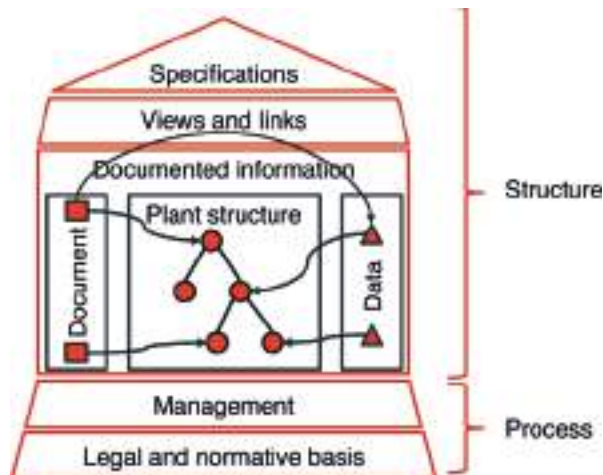 Specifications
Views and links
Documented information
Structure
Plant structure
Document
Data
Management
Process
Legal and normative basis